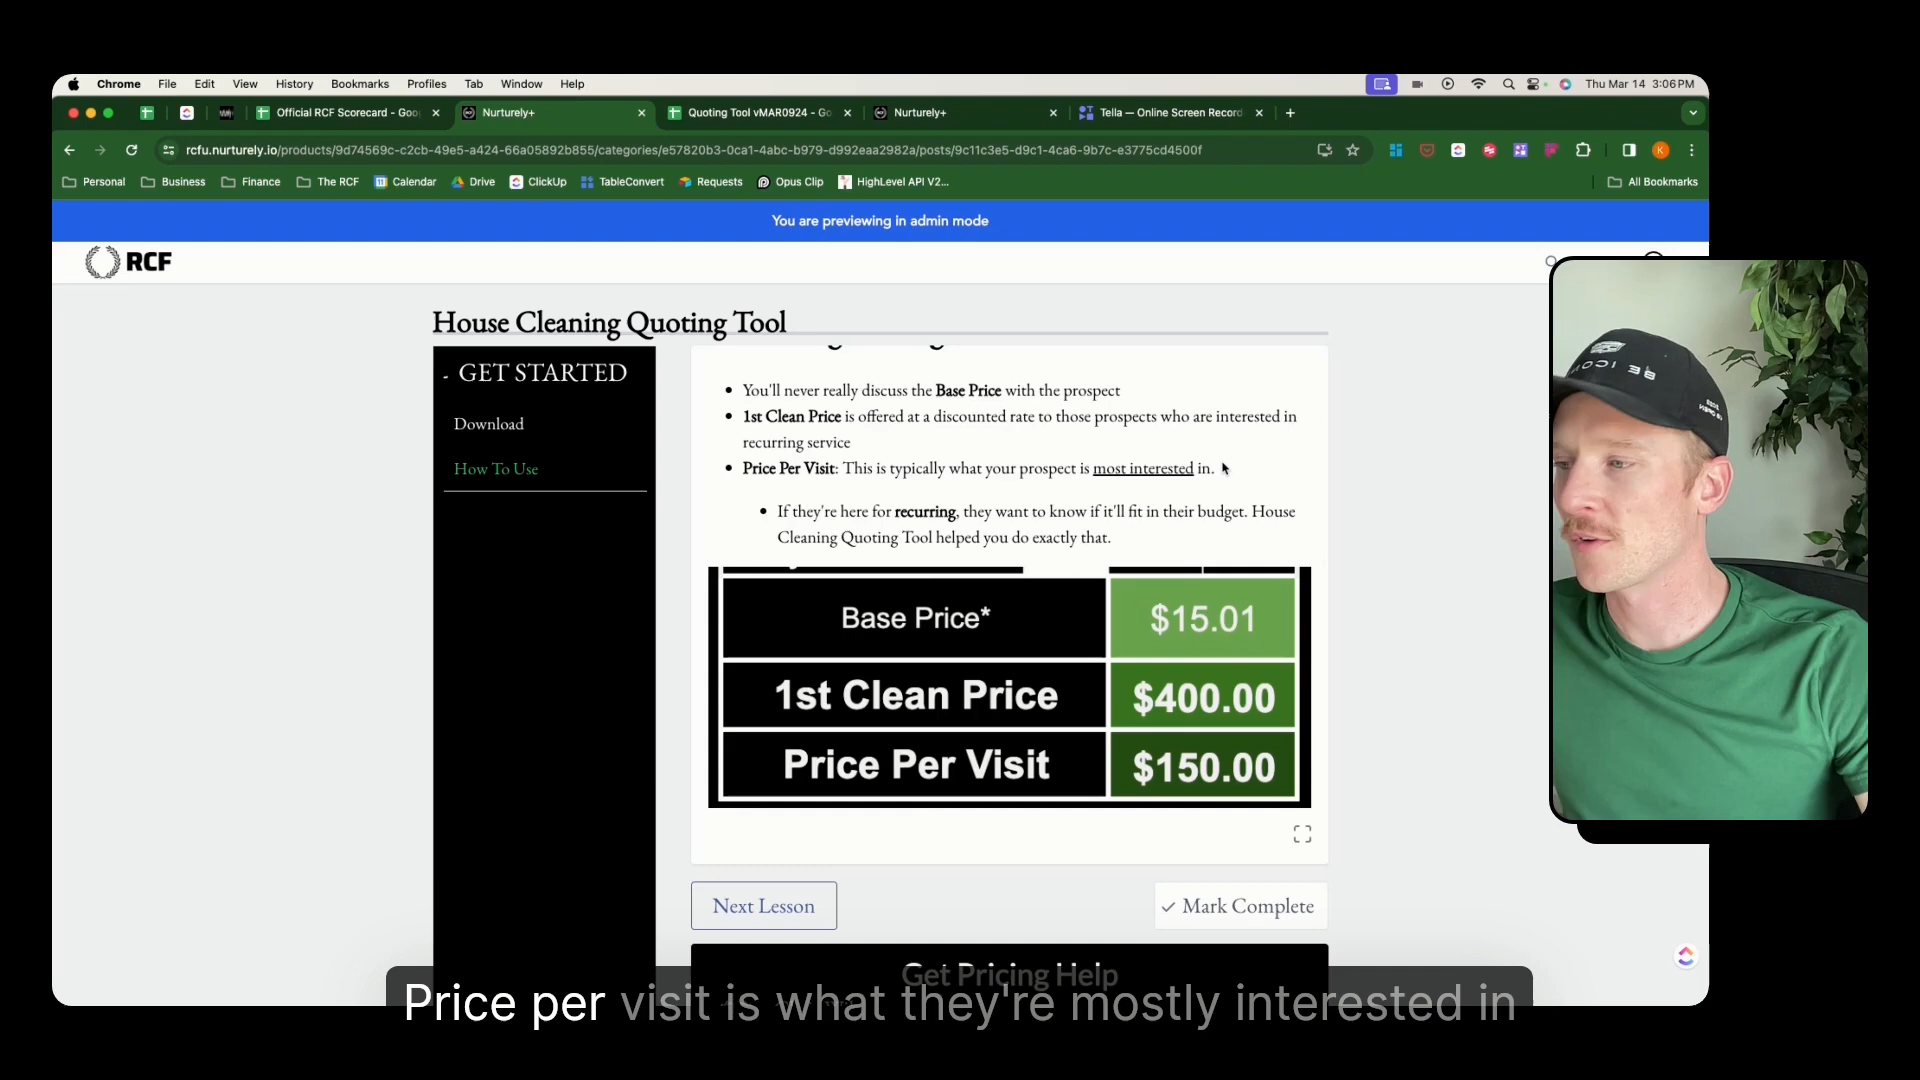 Chrome File Edit View History Bookmarks Profiles Tab Window Help
Thu Mar 14 3:06 PM
Official RCF Scorecard - Goo
Nurturely+
Quoting Tool vMAR0924 - Go
Nurturely+
Tella — Online Screen Record
rcfu.nurturely.io/products/9d74569c-c2cb-49e5-a424-66a05892b855/categories/e57820b3-0ca1-4abc-b979-d992eaa2982a/posts/9c11c3e5-d9c1-4ca6-9b7c-e3775cd4500f
Personal Business Finance The RCF Calendar Drive ClickUp TableConvert Requests Opus Clip HighLevel API V2... All Bookmarks
You are previewing in admin mode
RCF
House Cleaning Quoting Tool
- GET STARTED
Download
How To Use
You'll never really discuss the Base Price with the prospect
1st Clean Price is offered at a discounted rate to those prospects who are interested in
recurring service
Price Per Visit: This is typically what your prospect is most interested in.
If they're here for recurring, they want to know if it'll fit in their budget. House
Cleaning Quoting Tool helped you do exactly that.
Base Price* $15.01
1st Clean Price $400.00
Price Per Visit $150.00
Next Lesson
Mark Complete
Get Pricing Help
Price per visit is what they're mostly interested in
BE ICO